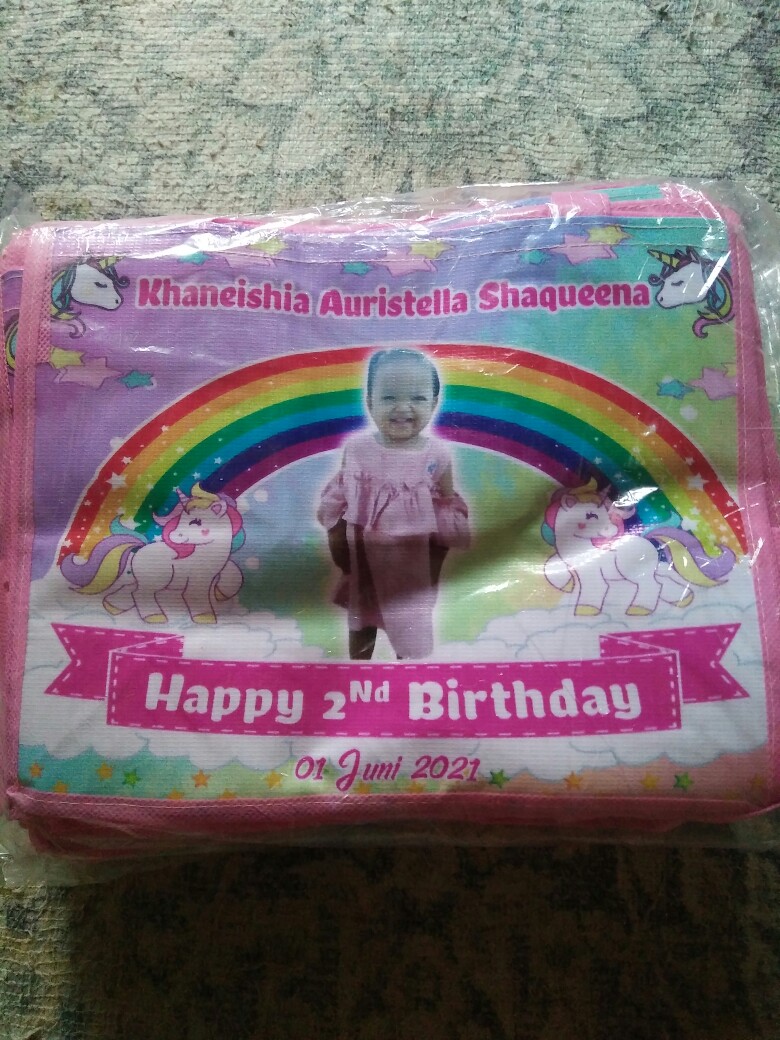 Khaneishia Auristella Shaqueena
Happy 2Nd Birthday
01 Juni 2021